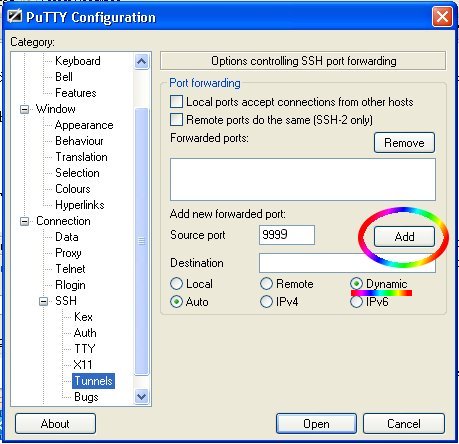 PuTTY Configuration
Category:
Keyboard
Bell
Features
Window
Appearance
Behaviour
Translation
Selection
Colours
Hyperlinks
Connection
Data
Proxy
Telnet
Rlogin
SSH
Kex
Auth
TTY
X11
Tunnels
Bugs
Options controlling SSH port forwarding
Port forwarding
Local ports accept connections from other hosts
Remote ports do the same (SSH-2 only)
Forwarded ports:
Remove
Add new forwarded port:
Source port 9999 Add
Destination
Local Remote Dynamic
Auto IPv4 IPv6
About Open Cancel